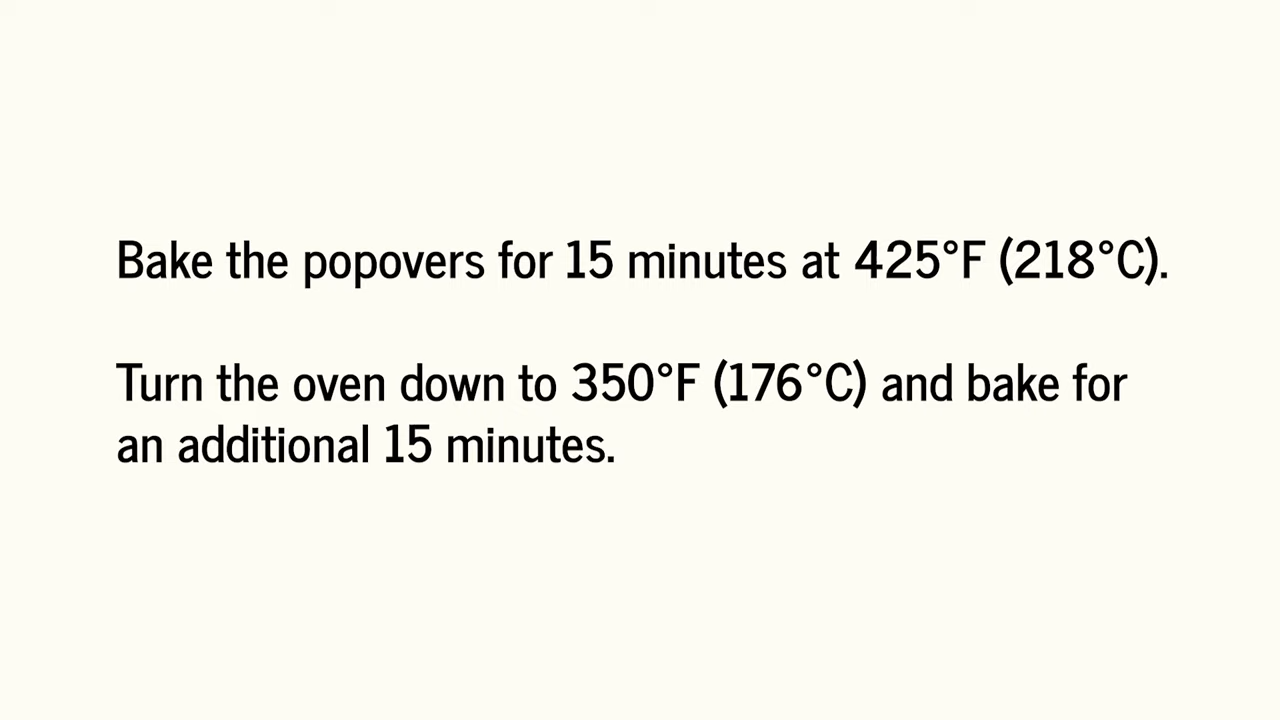 Bake the popovers for 15 minutes at 425°F (218°C).
Turn the oven down to 350°F (176°C) and bake for
an additional 15 minutes.